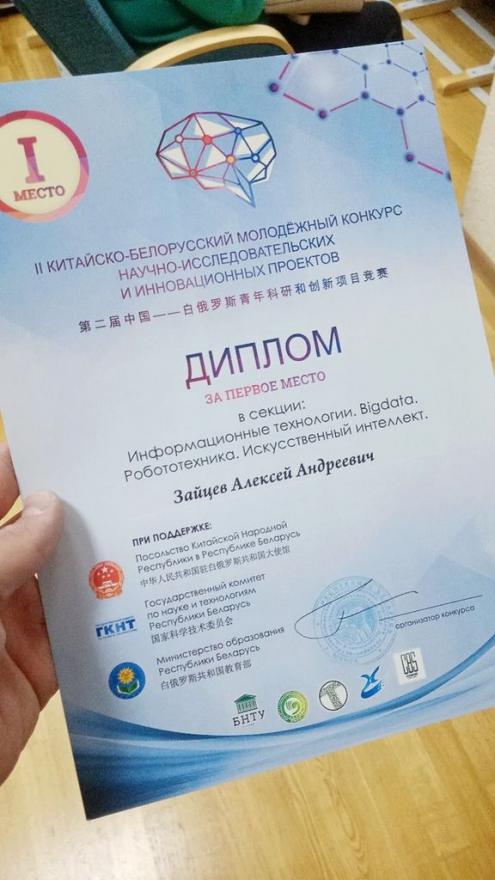 I
МЕСТО
II КИТАЙСКО-БЕЛОРУССКИЙ МОЛОДЁЖНЫЙ КОНКУРС
НАУЧНО-ИССЛЕДОВАТЕЛЬСКИХ
И ИННОВАЦИОННЫХ ПРОЕКТОВ
第二届中国——白俄罗斯青年科研和创新项目竞赛
ДИПЛОМ
ЗА ПЕРВОЕ МЕСТО
в секции:
Информационные технологии. Bigdata.
Робототехника. Искусственный интеллект.
Зайцев Алексей Андреевич
ПРИ ПОДДЕРЖКЕ:
Посольство Китайской Народной
Республики в Республике Беларусь
中华人民共和国驻白俄罗斯共和国大使馆
ГКНТ
Государственный комитет
по науке и технологиям
Республики Беларусь
国家科学技术委员会
Министерство образования
Республики Беларусь
白俄罗斯共和国教育部
организатор конкурса
БНТУ